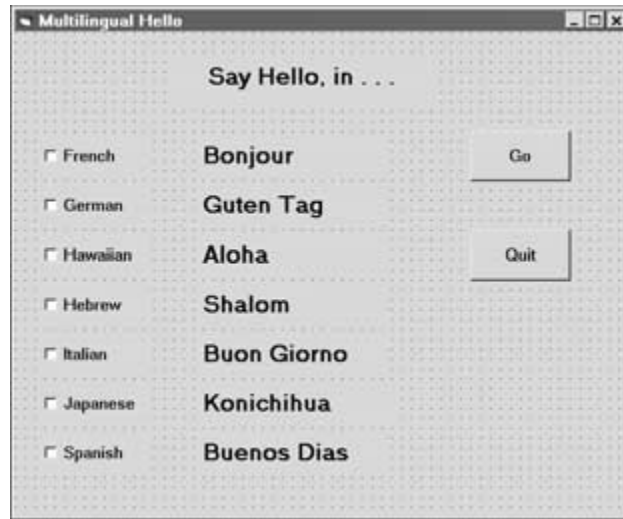 Multilingual Hello
Say Hello, in . . .
French Bonjour Go
German Guten Tag
Hawaiian Aloha Quit
Hebrew Shalom
Italian Buon Giorno
Japanese Konichihua
Spanish Buenos Dias